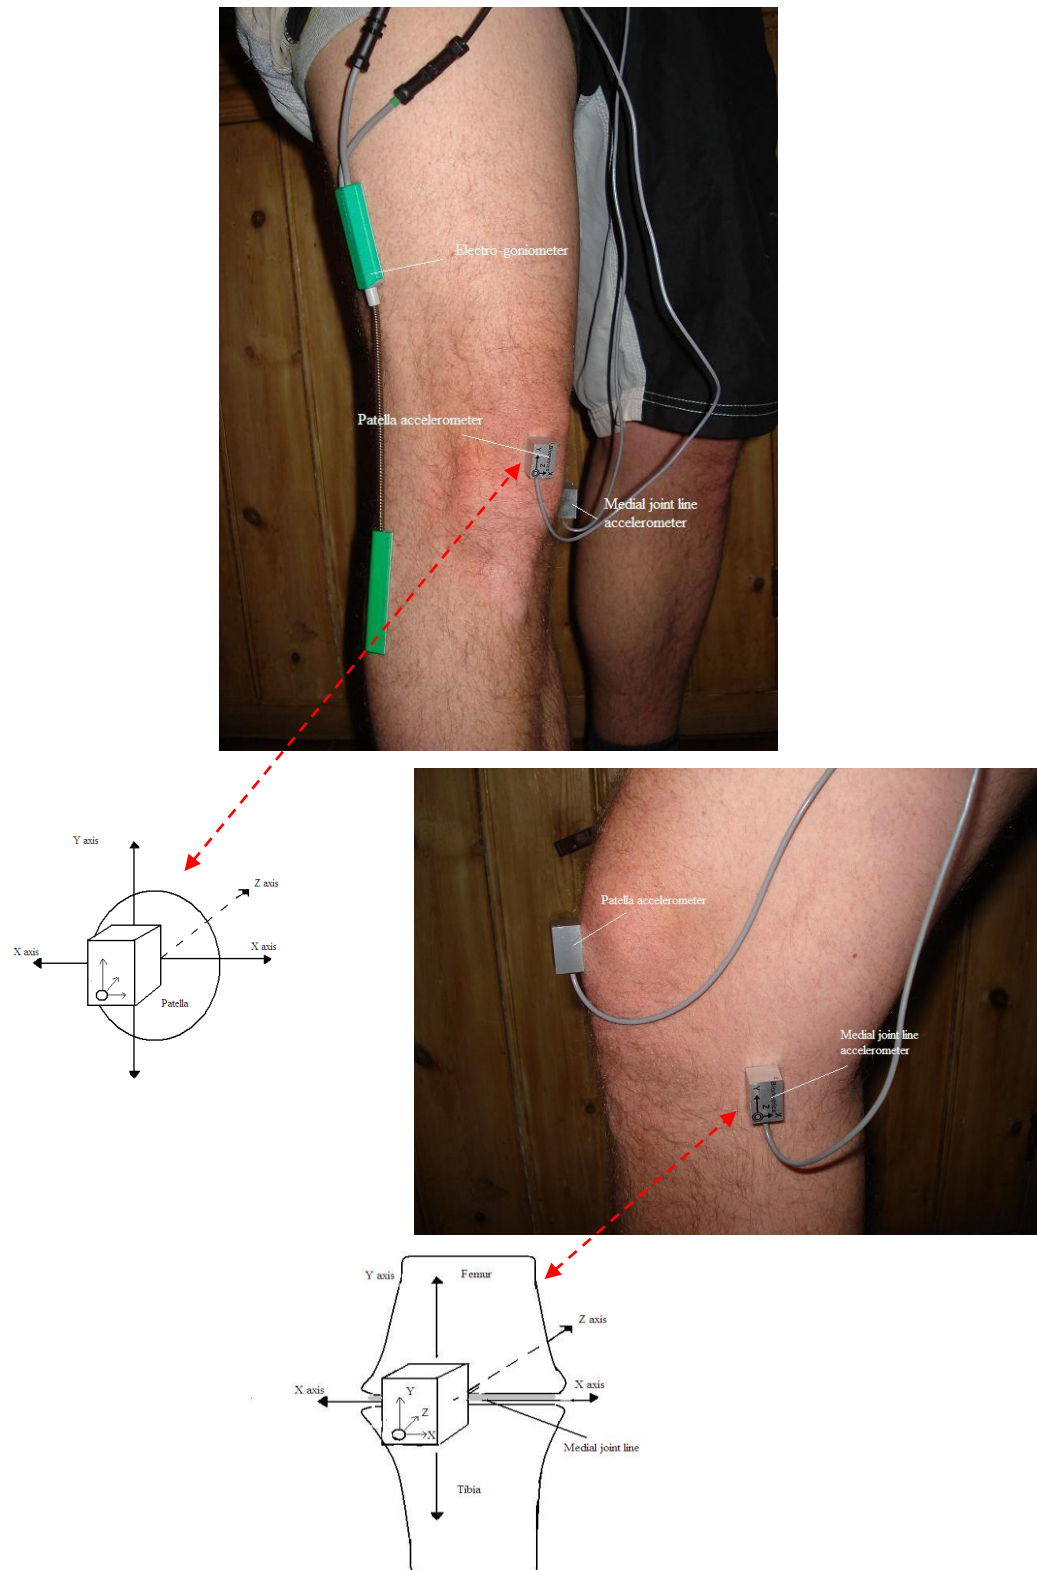 Electro-goniometer
Patella accelerometer
X
Y
Z
Medial joint line
accelerometer
Y axis
Z axis
X axis
X axis
Patella
Patella accelerometer
Medial joint line
accelerometer
X
Y
Z
Y axis
Femur
Z axis
X axis
X axis
Y
Z
X
Medial joint line
Tibia